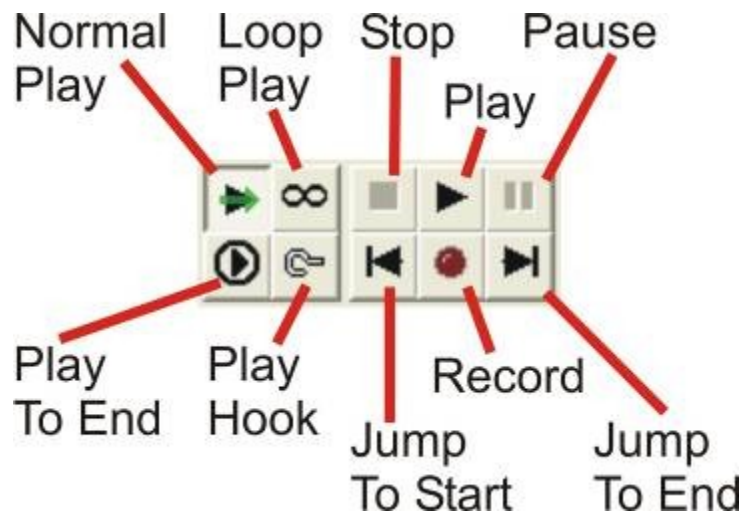 Normal
Play
Loop
Play
Stop
Play
Pause
Play
To End
Play
Hook
Jump
To Start
Record
Jump
To End